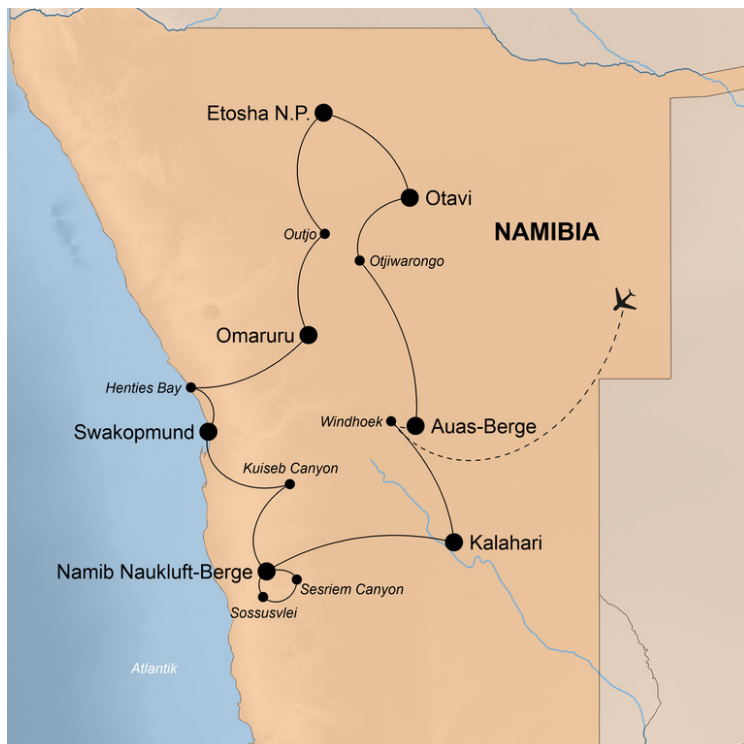 Etosha N.P.
Otavi
NAMIBIA
Outjo
Otjiwarongo
Omaruru
Henties Bay
Windhoek
Auas-Berge
Swakopmund
Kuiseb Canyon
Kalahari
Namib Naukluft-Berge
Sesriem Canyon
Sossusvlei
Atlantik